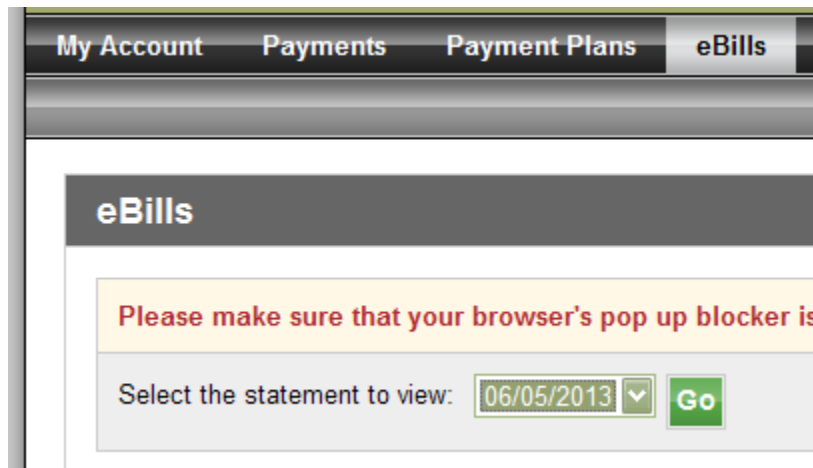 My Account Payments Payment Plans eBills
eBills
Please make sure that your browser's pop up blocker is
Select the statement to view: 06/05/2013 Go